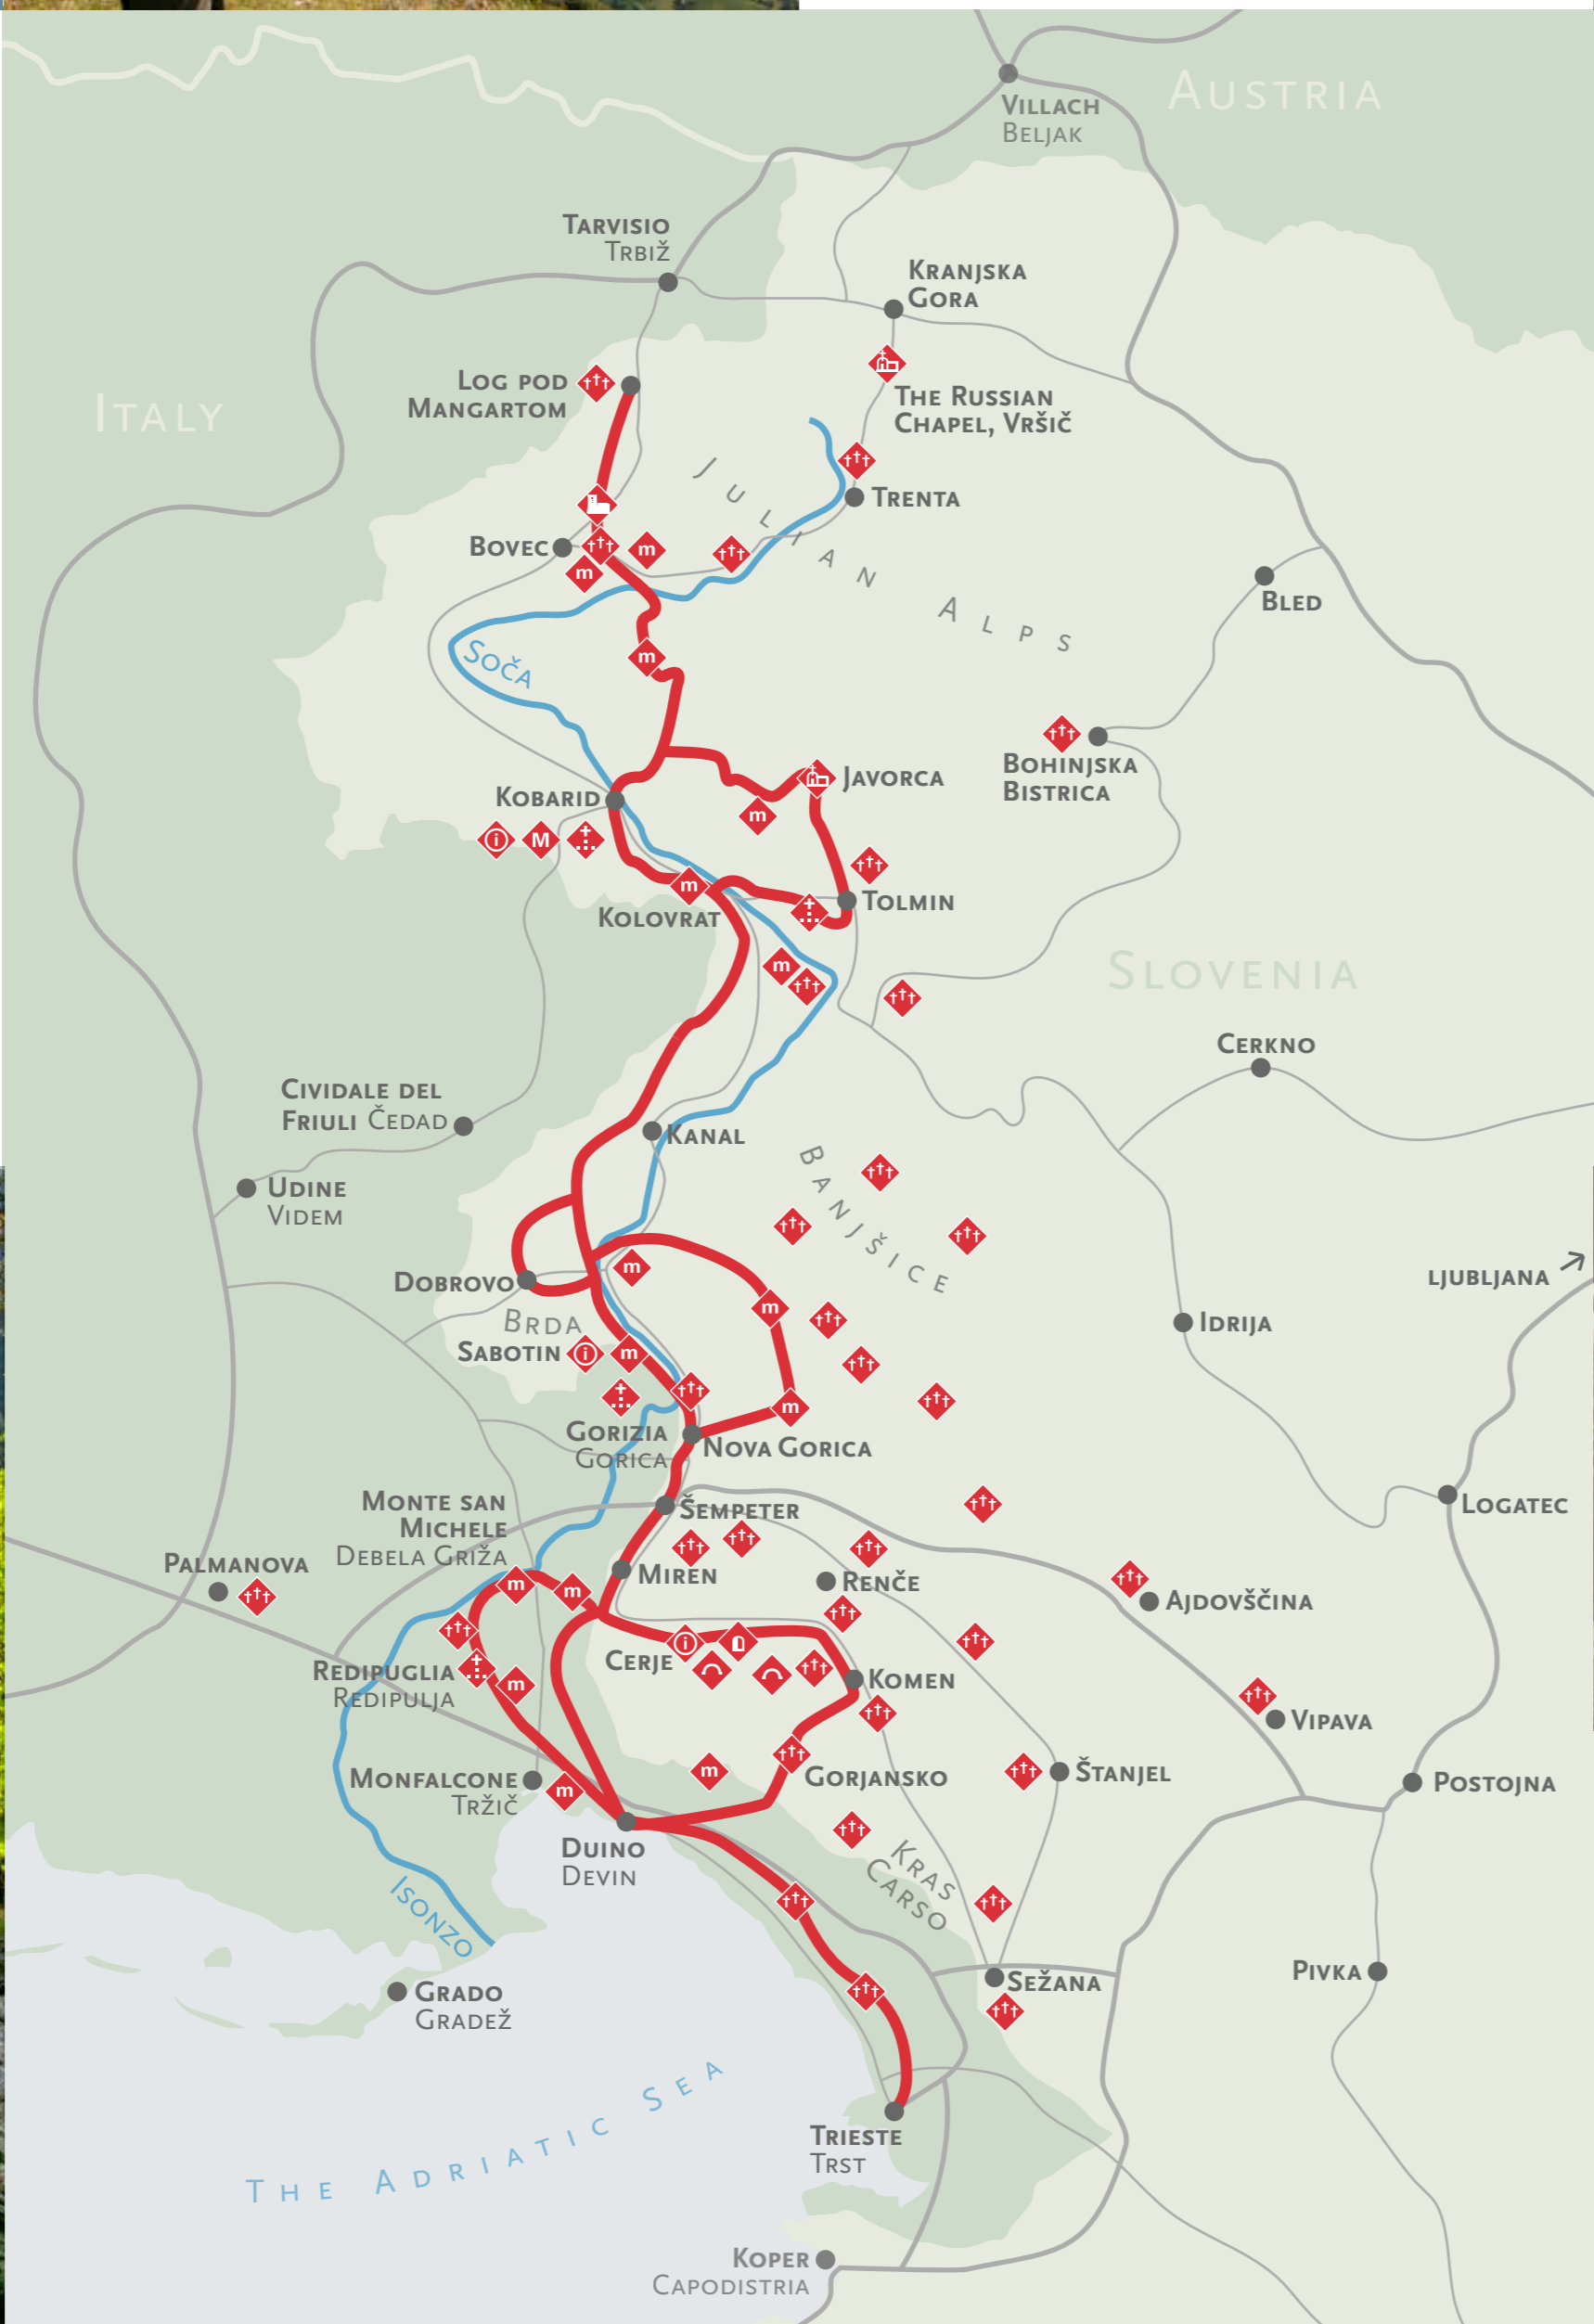 AUSTRIA
VILLACH
BELJAK
TARVISIO
TRBIŽ
KRANJSKA
GORA
ITALY
LOG POD
MANGARTOM
THE RUSSIAN
CHAPEL, VRŠIČ
TRENTA
JULIAN ALPS
BOVEC
m
m
BLED
SOČA
m
BOHINJSKA
BISTRICA
JAVORCA
KOBARID
m
i M
m
KOLOVRAT
TOLMIN
m
SLOVENIA
CERKNO
CIVIDALE DEL
FRIULI ČEDAD
KANAL
BANJŠICE
UDINE
VIDEM
m
DOBROVO
LJUBLJANA
m
BRDA
IDRIJA
SABOTIN i m
m
GORIZIA
GORICA
NOVA GORICA
MONTE SAN
MICHELE
DEBELA GRIŽA
ŠEMPETER
LOGATEC
PALMANOVA
m m
MIREN
RENČE
AJDOVŠČINA
CERJE i
REDIPUGLIA
REDIPULJA
m
KOMEN
VIPAVA
MONFALCONE
TRŽIČ
m
m
GORJANSKO
ŠTANJEL
POSTOJNA
DUINO
DEVIN
KRAS
CARSO
ISONZO
GRADO
GRADEŽ
SEŽANA
PIVKA
THE ADRIATIC SEA
TRIESTE
TRST
KOPER
CAPODISTRIA